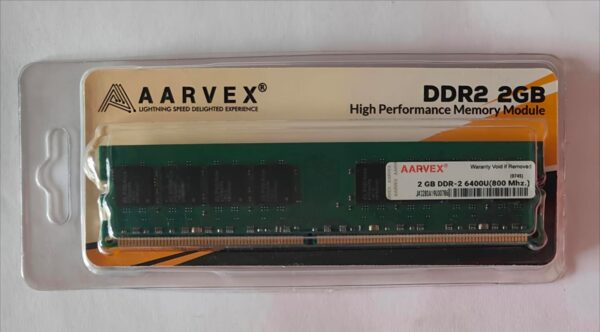 AARVEX®
LIGHTNING SPEED DELIGHTED EXPERIENCE
DDR2 2GB
High Performance Memory Module
AARVEX®
Warranty Void if Removed
2 GB DDR-2 6400U(800 Mhz.)